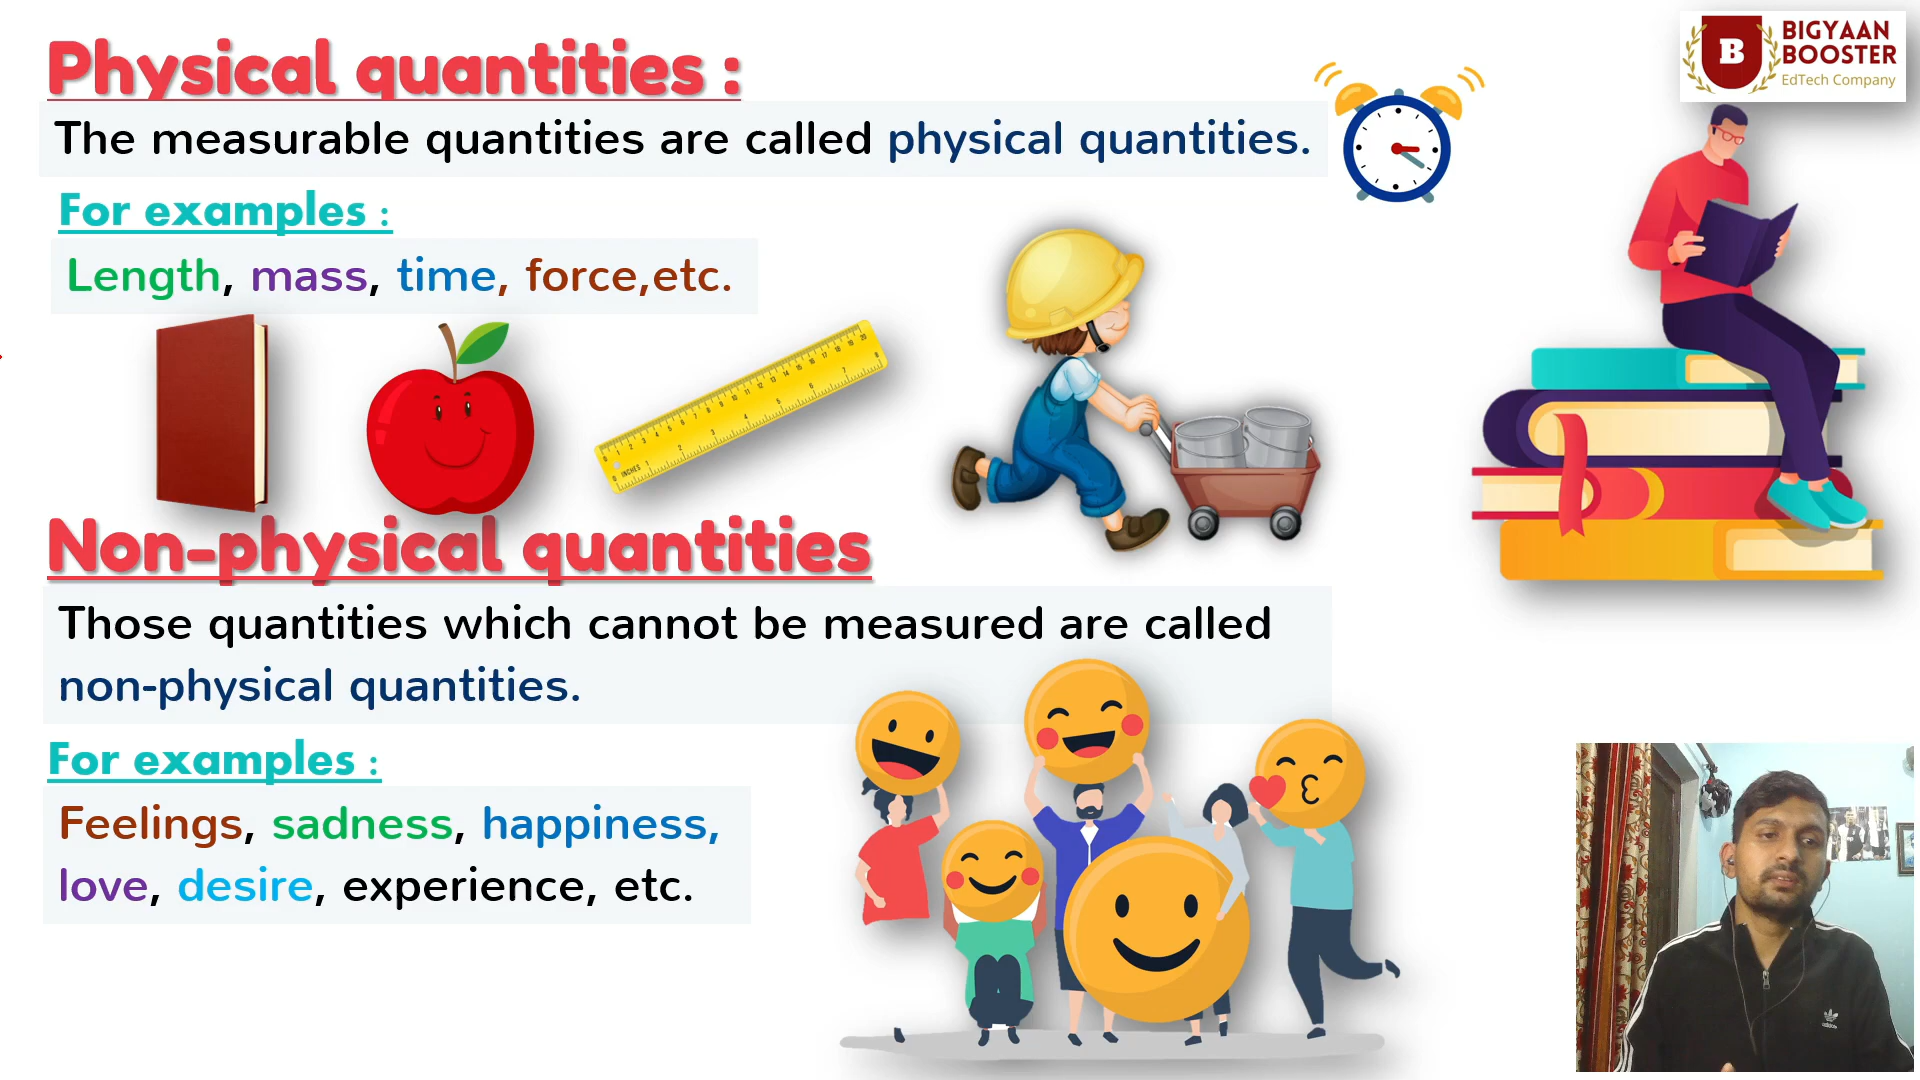 Physical quantities :
The measurable quantities are called physical quantities.
For examples :
Length, mass, time, force,etc.
Non-physical quantities
Those quantities which cannot be measured are called
non-physical quantities.
For examples :
Feelings, sadness, happiness,
love, desire, experience, etc.
B
BIGYAAN
BOOSTER
EdTech Company
INCHES
adidas